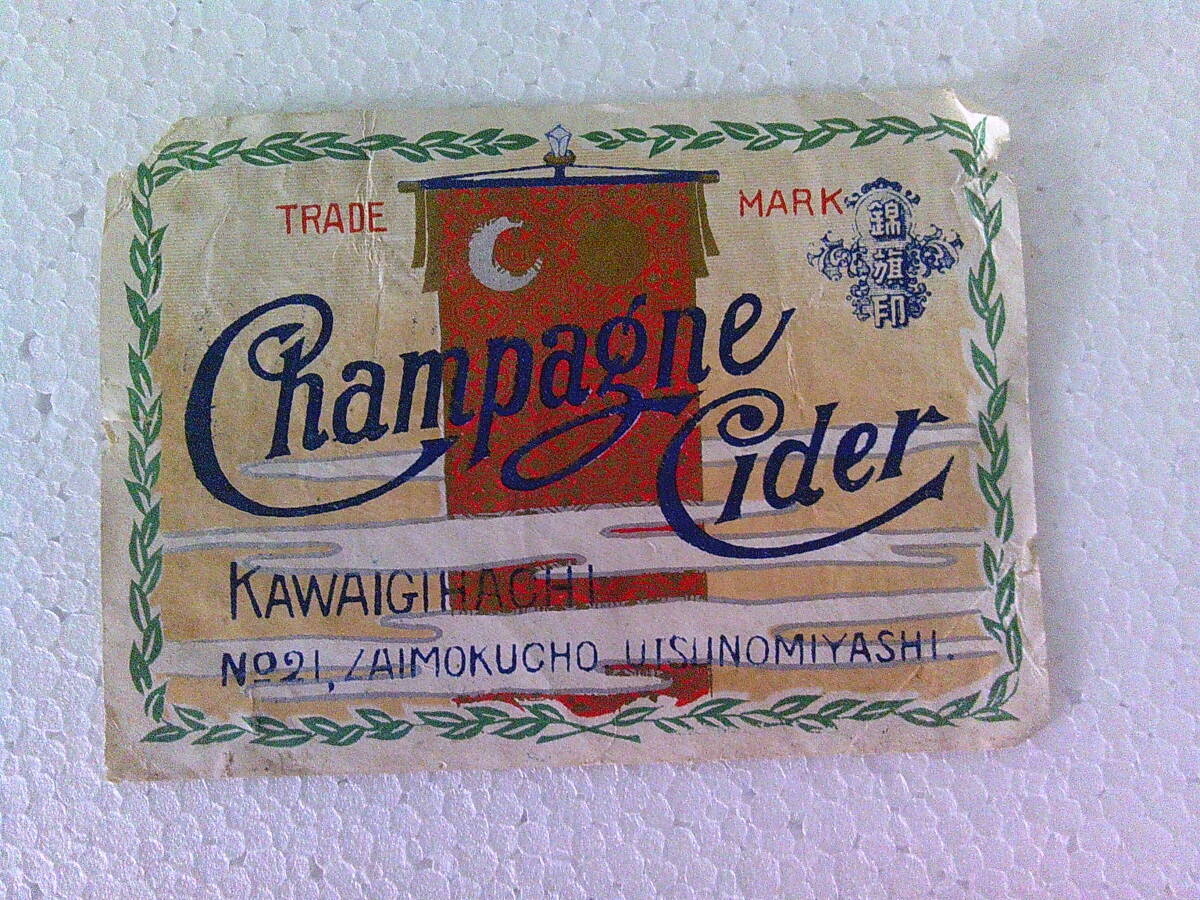 TRADE MARK
錦旗印
Champagne
Cider
KAWAIGIHACHI
No21, ZAIMOKUCHO UTSUNOMIYASHI.